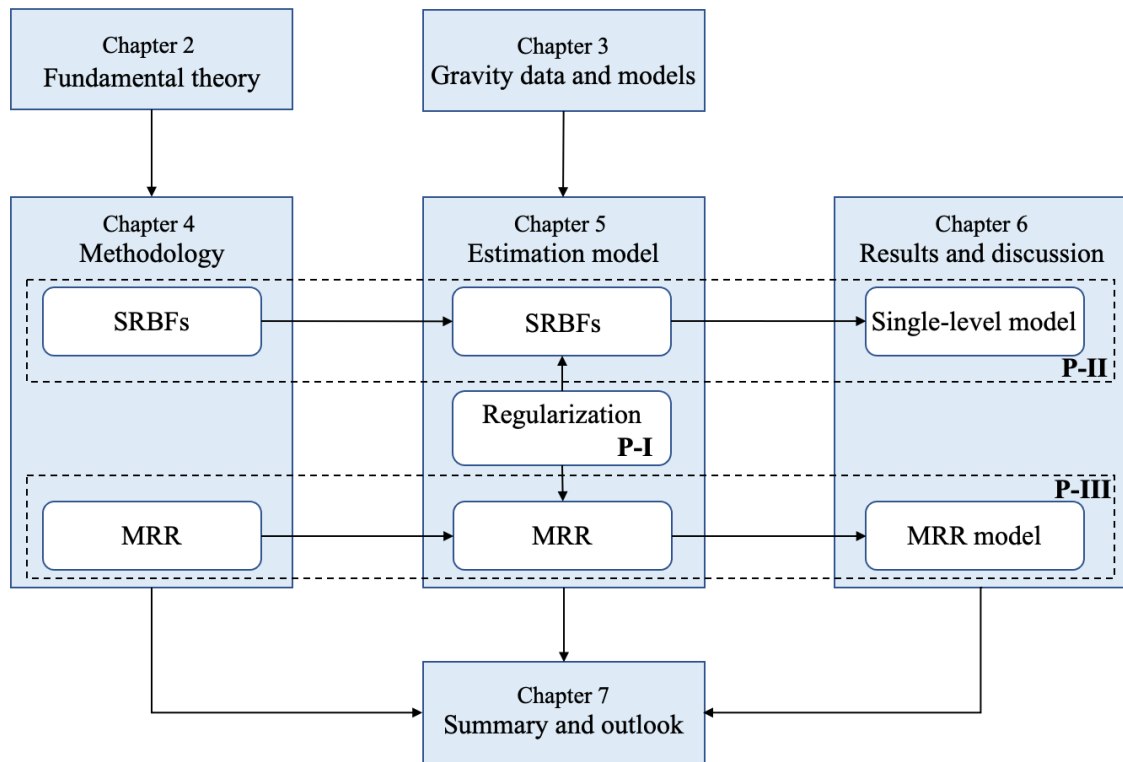 Chapter 2
Fundamental theory
Chapter 3
Gravity data and models
Chapter 4
Methodology
Chapter 5
Estimation model
Chapter 6
Results and discussion
SRBFs
SRBFs
Single-level model
P-II
Regularization
P-I
P-III
MRR
MRR
MRR model
Chapter 7
Summary and outlook